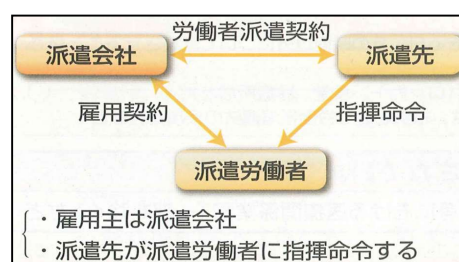 労働者派遣契約
派遣会社
派遣先
雇用契約
指揮命令
派遣労働者
・雇用主は派遣会社
・派遣先が派遣労働者に指揮命令する